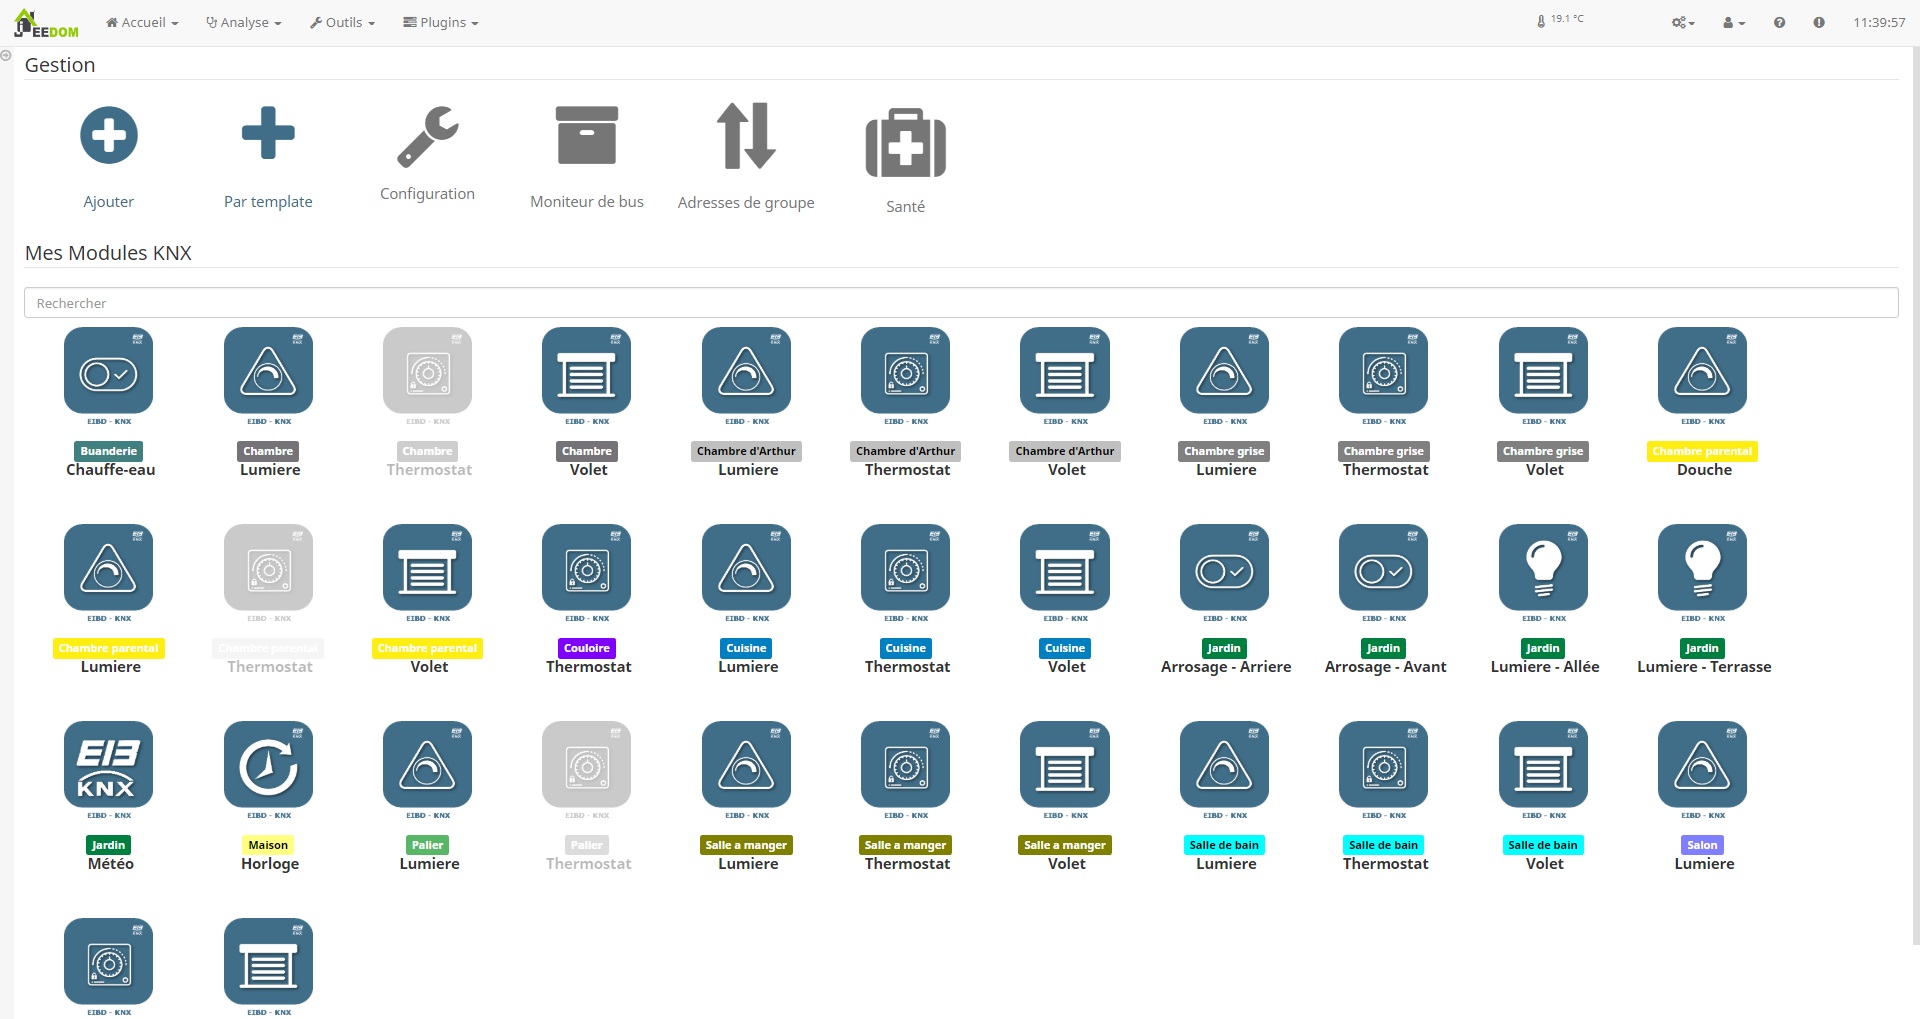 JEEDOM Accueil Analyse Outils Plugins 19.1 °C 11:39:57
Gestion
Ajouter Par template Configuration Moniteur de bus Adresses de groupe Santé
Mes Modules KNX
Rechercher
EIBD - KNX EIBD - KNX EIBD - KNX EIBD - KNX EIBD - KNX EIBD - KNX EIBD - KNX EIBD - KNX EIBD - KNX EIBD - KNX EIBD - KNX
Buanderie Chambre Chambre Chambre Chambre d'Arthur Chambre d'Arthur Chambre d'Arthur Chambre grise Chambre grise Chambre grise Chambre parental
Chauffe-eau Lumiere Thermostat Volet Lumiere Thermostat Volet Lumiere Thermostat Volet Douche
EIBD - KNX EIBD - KNX EIBD - KNX EIBD - KNX EIBD - KNX EIBD - KNX EIBD - KNX EIBD - KNX EIBD - KNX EIBD - KNX EIBD - KNX
Chambre parental Chambre parental Chambre parental Couloire Cuisine Cuisine Cuisine Jardin Jardin Jardin Jardin
Lumiere Thermostat Volet Thermostat Lumiere Thermostat Volet Arrosage - Arriere Arrosage - Avant Lumiere - Allée Lumiere - Terrasse
EIB
KNX
EIBD - KNX EIBD - KNX EIBD - KNX EIBD - KNX EIBD - KNX EIBD - KNX EIBD - KNX EIBD - KNX EIBD - KNX EIBD - KNX EIBD - KNX
Jardin Maison Palier Palier Salle a manger Salle a manger Salle a manger Salle de bain Salle de bain Salle de bain Salon
Météo Horloge Lumiere Thermostat Lumiere Thermostat Volet Lumiere Thermostat Volet Lumiere
EIBD - KNX EIBD - KNX